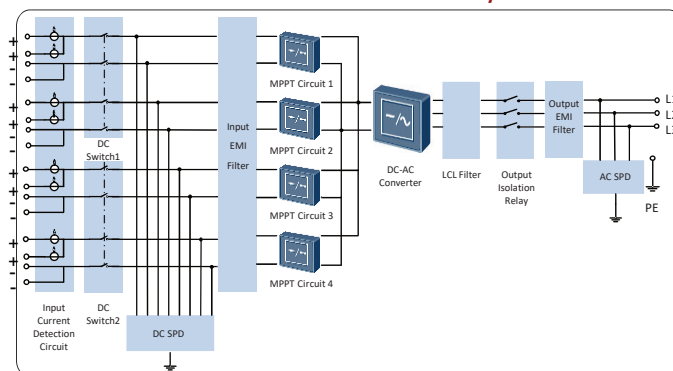 +
+
-
-
+
+
-
-
+
+
-
-
+
+
-
-
MPPT Circuit 1
MPPT Circuit 2
MPPT Circuit 3
MPPT Circuit 4
DC
Switch1
Input
EMI
Filter
DC-AC
Converter
LCL Filter
Output
Isolation
Relay
Output
EMI
Filter
AC SPD
PE
Input
Current
Detection
Circuit
DC
Switch2
DC SPD